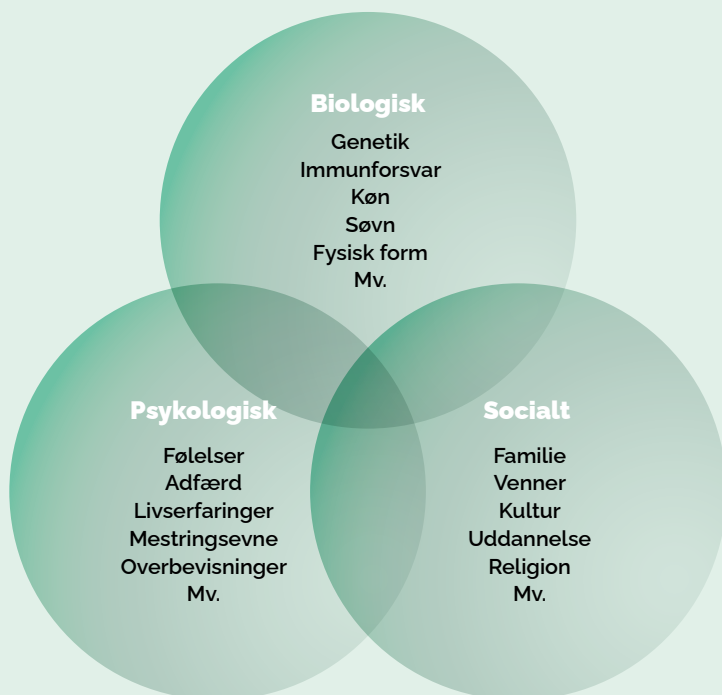 Biologisk
Genetik
Immunforsvar
Køn
Søvn
Fysisk form
Mv.
Psykologisk
Følelser
Adfærd
Livserfaringer
Mestringsevne
Overbevisninger
Mv.
Socialt
Familie
Venner
Kultur
Uddannelse
Religion
Mv.